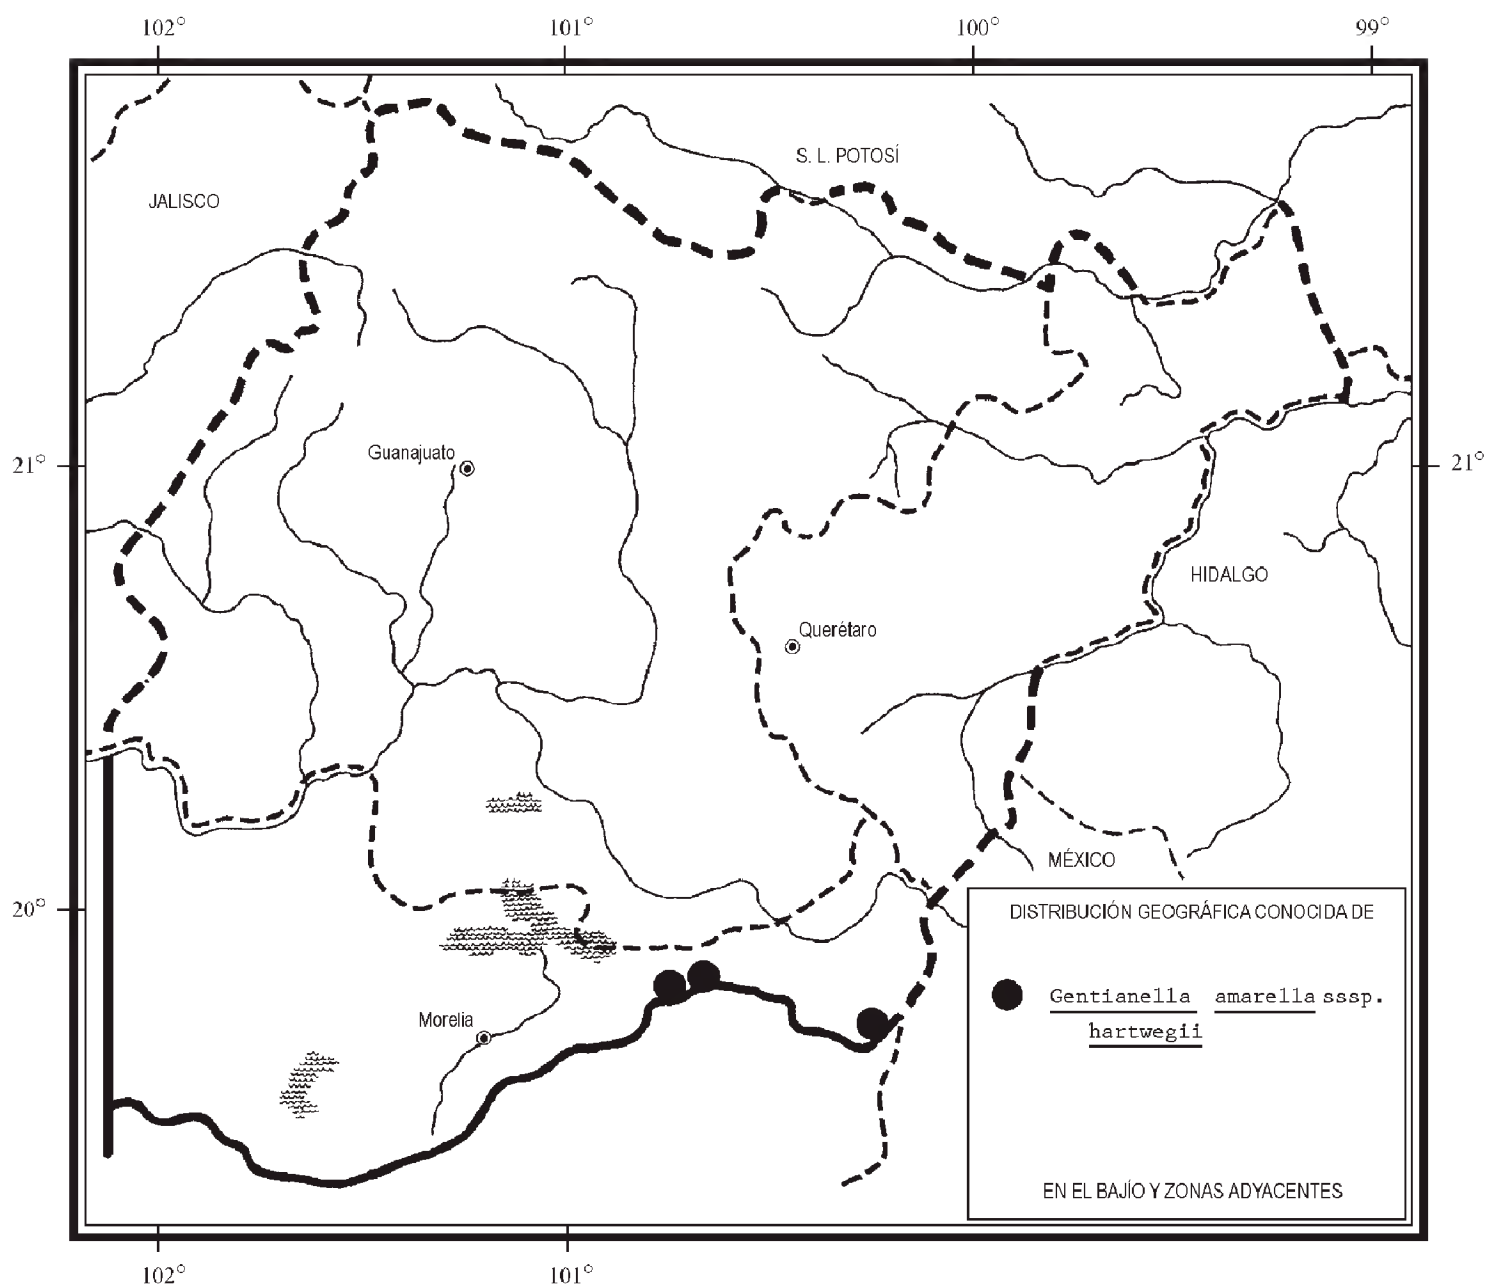 102° 101° 100° 99°
S. L. POTOSÍ
JALISCO
Guanajuato
21° 21°
HIDALGO
Querétaro
MÉXICO
20°
DISTRIBUCIÓN GEOGRÁFICA CONOCIDA DE
Gentianella amarella sssp.
Morelia
hartwegii
EN EL BAJÍO Y ZONAS ADYACENTES
102° 101°